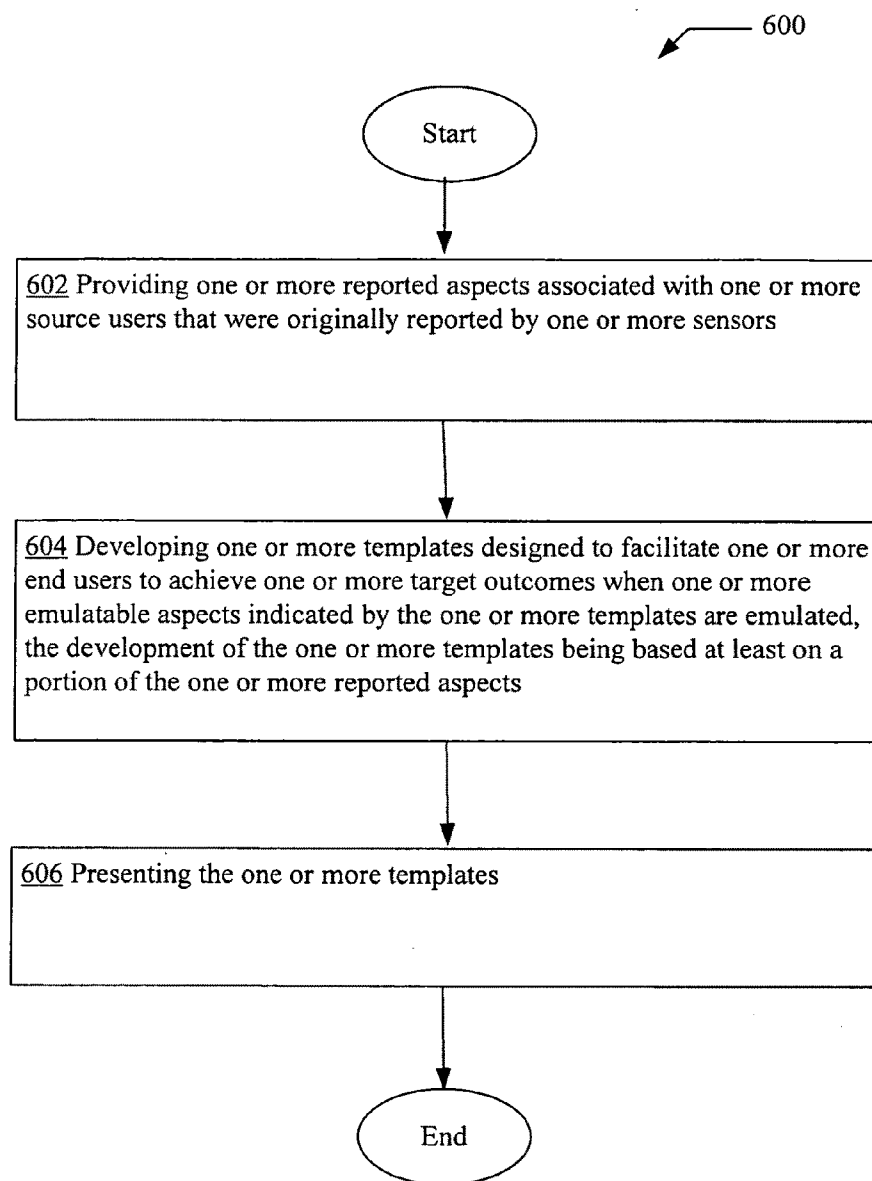 600
Start
602 Providing one or more reported aspects associated with one or more
source users that were originally reported by one or more sensors
604 Developing one or more templates designed to facilitate one or more
end users to achieve one or more target outcomes when one or more
emulatable aspects indicated by the one or more templates are emulated,
the development of the one or more templates being based at least on a
portion of the one or more reported aspects
606 Presenting the one or more templates
End